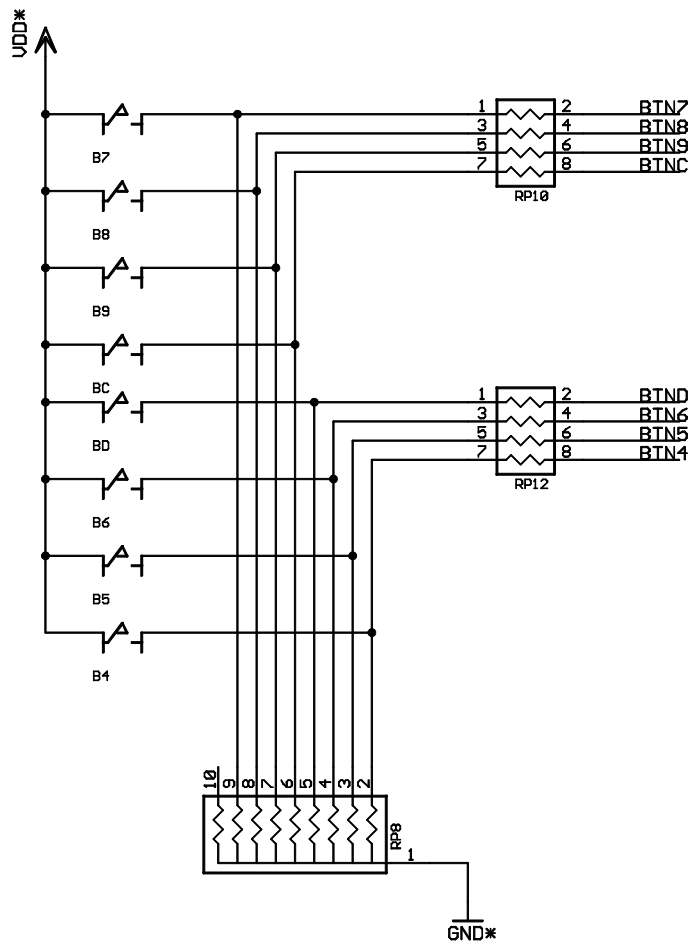 VDD*
1 2 BTN7
3 4 BTN8
5 6 BTN9
7 8 BTNC
RP10
B7
B8
B9
BC
1 2 BTND
3 4 BTN6
5 6 BTN5
7 8 BTN4
RP12
BD
B6
B5
B4
10 9 8 7 6 5 4 3 2
RP8
1
GND*